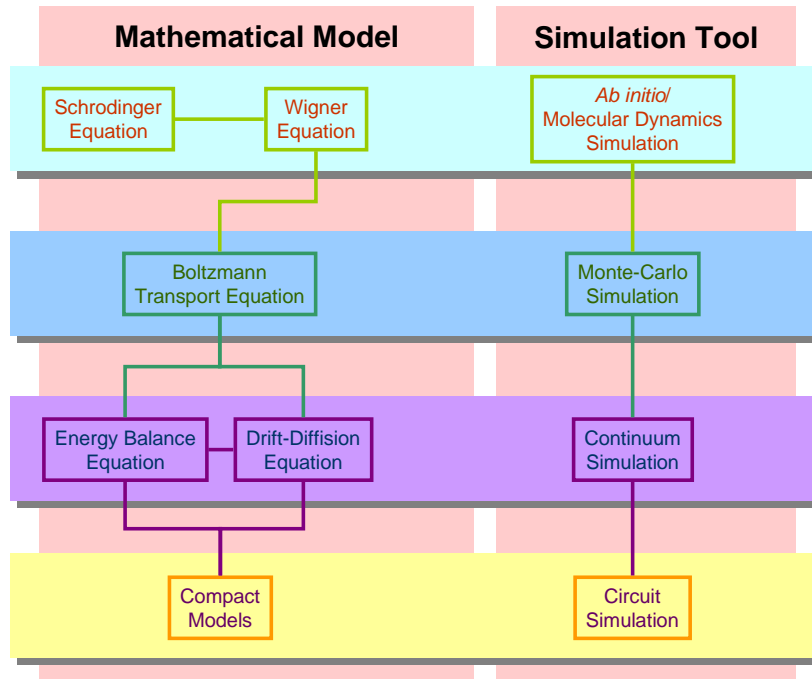 Mathematical Model
Simulation Tool
Schrodinger
Equation
Wigner
Equation
Ab initio/
Molecular Dynamics
Simulation
Boltzmann
Transport Equation
Monte-Carlo
Simulation
Energy Balance
Equation
Drift-Diffision
Equation
Continuum
Simulation
Compact
Models
Circuit
Simulation